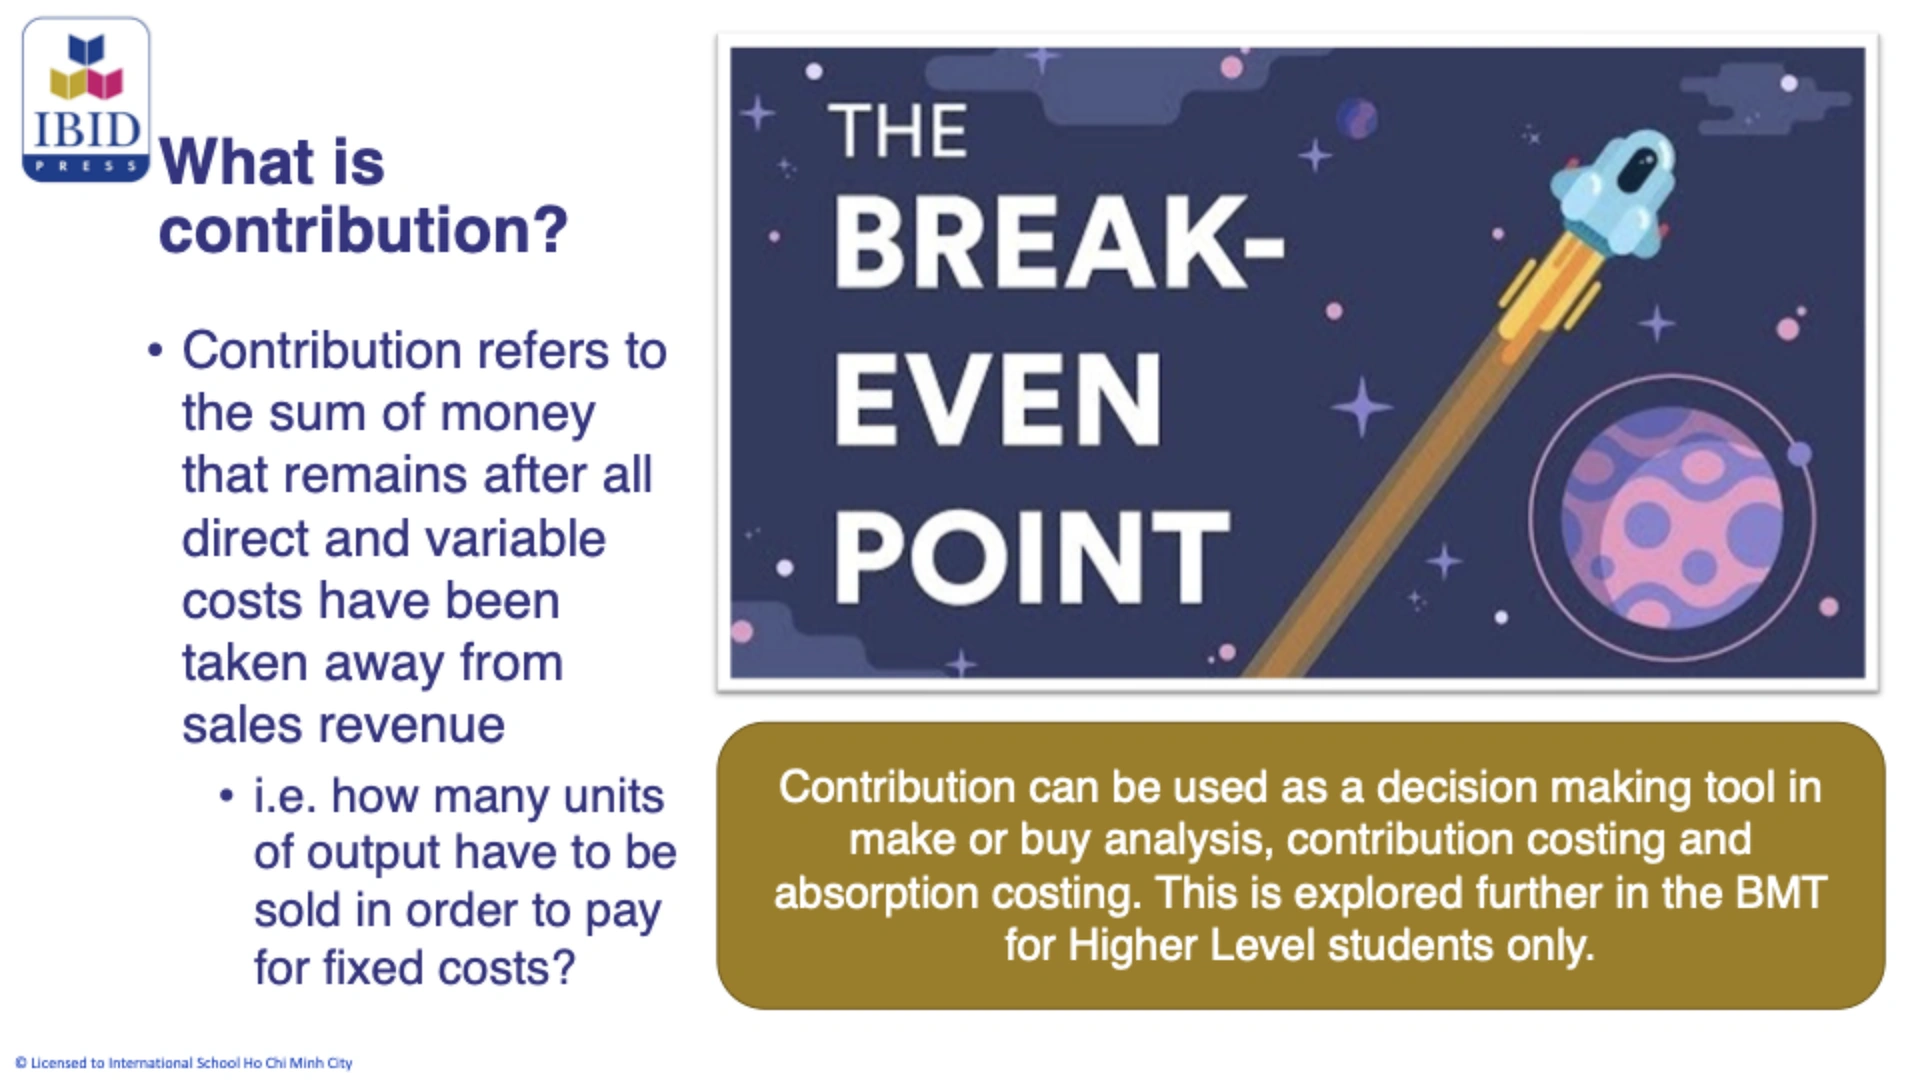 IBID
PRESS
What is
contribution?
• Contribution refers to
the sum of money
that remains after all
direct and variable
costs have been
taken away from
sales revenue
• i.e. how many units
of output have to be
sold in order to pay
for fixed costs?
THE
BREAK-
EVEN
POINT
Contribution can be used as a decision making tool in
make or buy analysis, contribution costing and
absorption costing. This is explored further in the BMT
for Higher Level students only.
© Licensed to International School Ho Chi Minh City